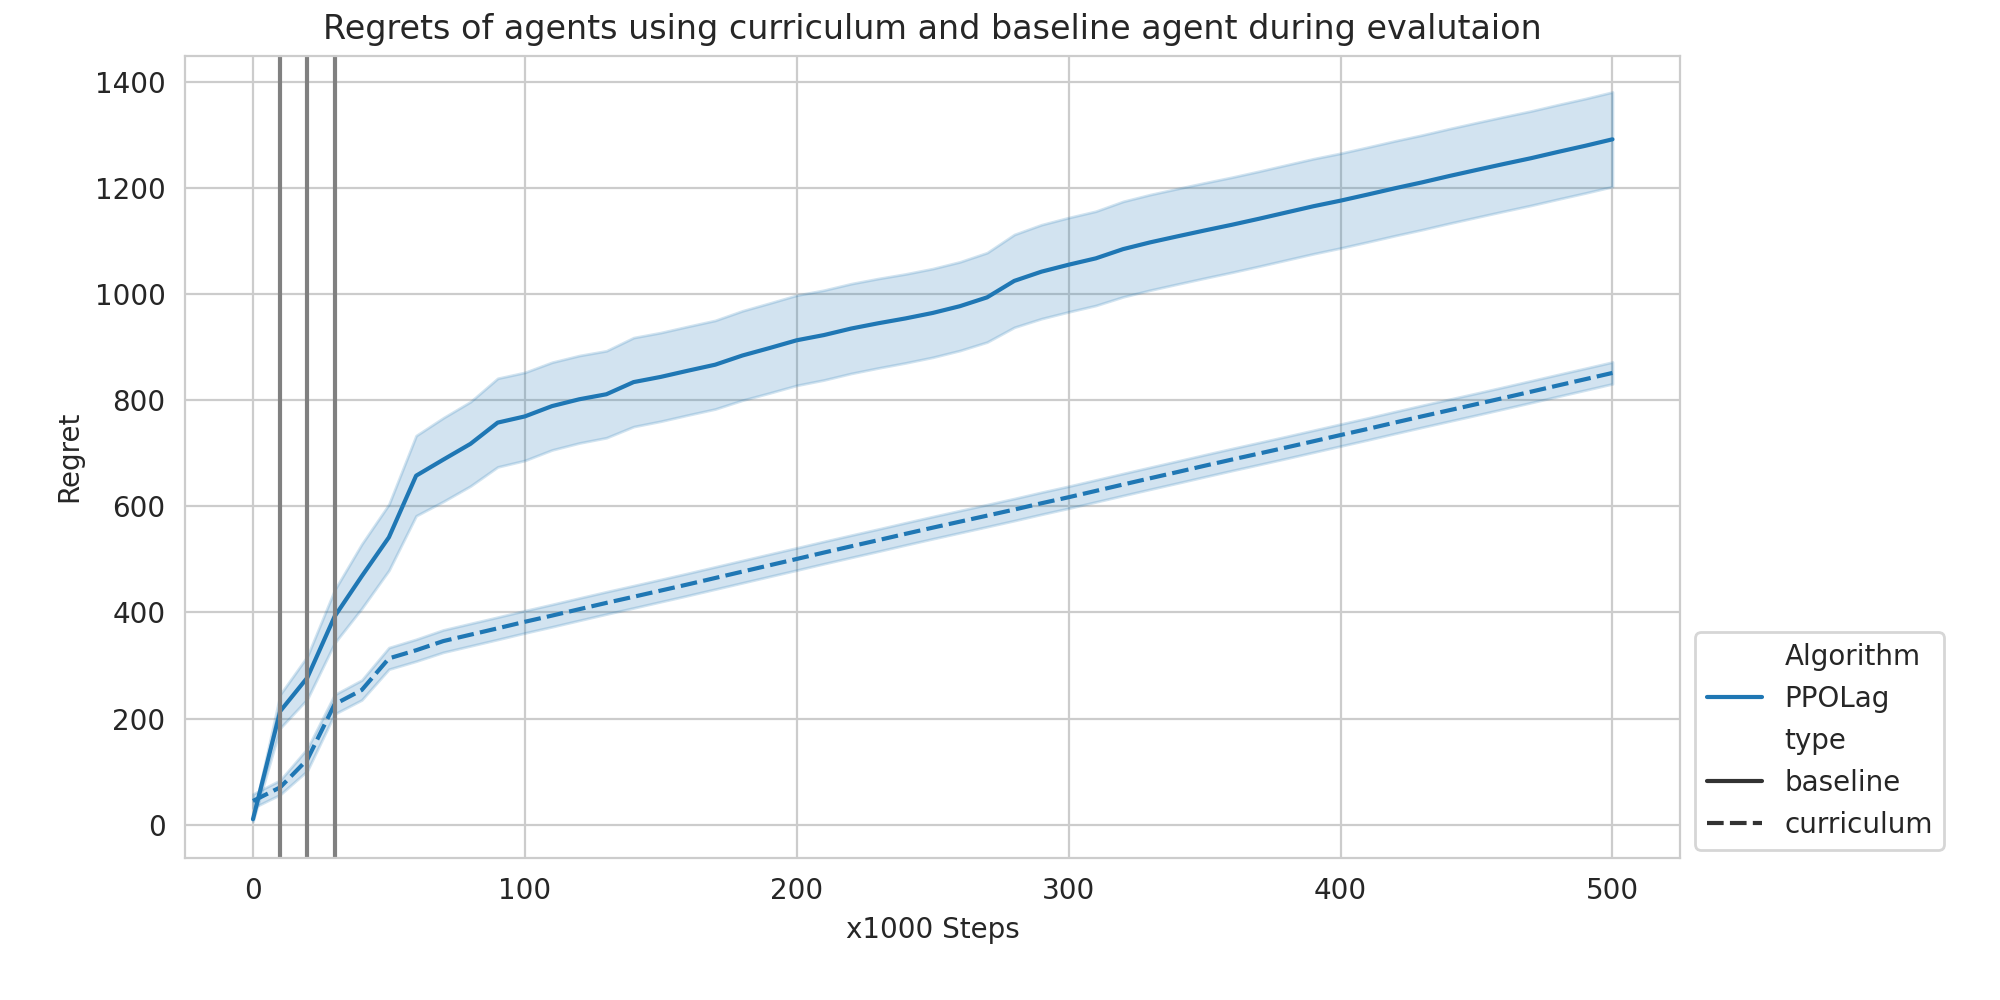 Regrets of agents using curriculum and baseline agent during evalutaion
1400
1200
1000
800
600
400
200
0
Regret
0 100 200 300 400 500
x1000 Steps
Algorithm
PPOLag
type
baseline
curriculum